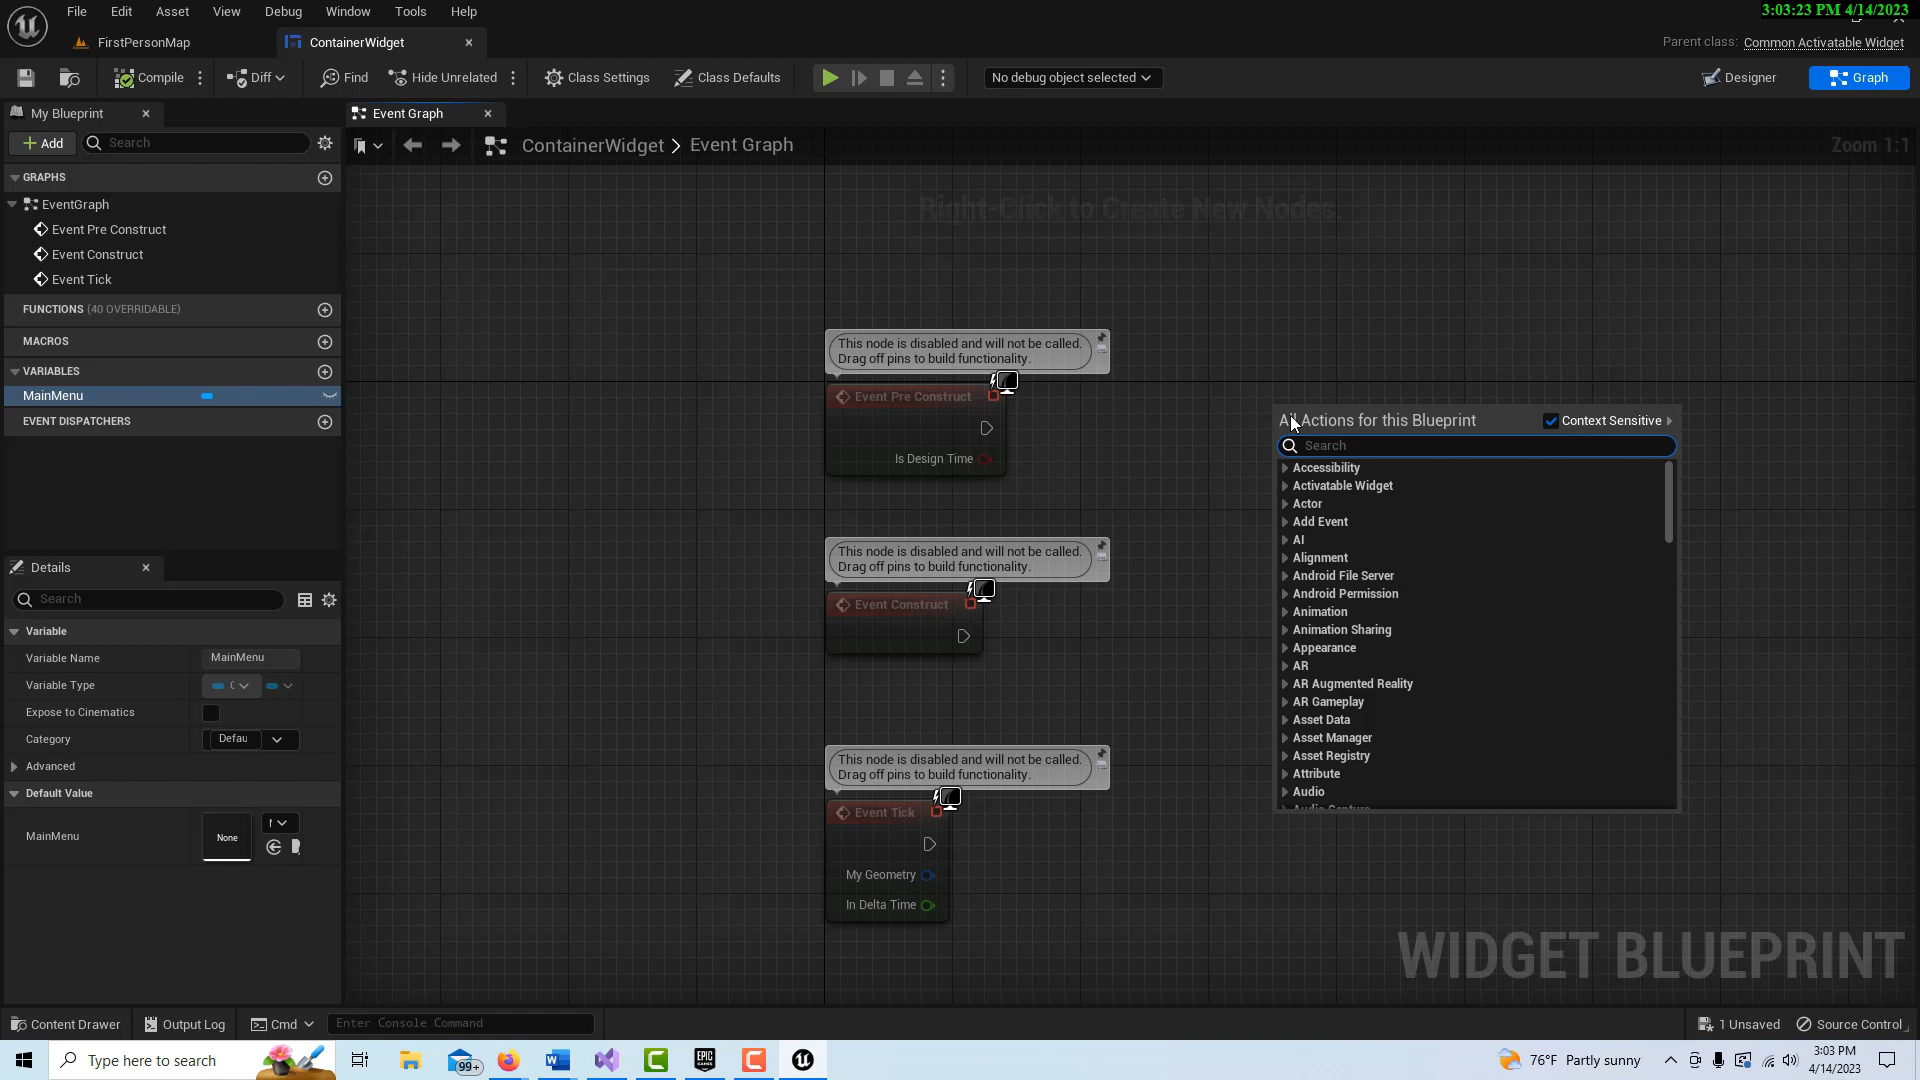 3:03:23 PM 4/14/2023
File Edit Asset View Debug Window Tools Help
FirstPersonMap
ContainerWidget
Parent class: Common Activatable Widget
Compile Diff Find Hide Unrelated Class Settings Class Defaults No debug object selected Designer Graph
My Blueprint
Event Graph
Add Search
ContainerWidget > Event Graph
Zoom 1:1
GRAPHS
EventGraph
Event Pre Construct
Event Construct
Event Tick
FUNCTIONS (40 OVERRIDABLE)
MACROS
VARIABLES
MainMenu
EVENT DISPATCHERS
Right-Click to Create New Nodes.
This node is disabled and will not be called.
Drag off pins to build functionality.
Event Pre Construct
Is Design Time
This node is disabled and will not be called.
Drag off pins to build functionality.
Event Construct
This node is disabled and will not be called.
Drag off pins to build functionality.
Event Tick
My Geometry
In Delta Time
All Actions for this Blueprint Context Sensitive
Search
Accessibility
Activatable Widget
Actor
Add Event
AI
Alignment
Android File Server
Android Permission
Animation
Animation Sharing
Appearance
AR
AR Augmented Reality
AR Gameplay
Asset Data
Asset Manager
Asset Registry
Attribute
Audio
Audio Capture
Details
Search
Variable
Variable Name MainMenu
Variable Type
Expose to Cinematics
Category Defau
Advanced
Default Value
MainMenu None
WIDGET BLUEPRINT
Content Drawer Output Log Cmd Enter Console Command 1 Unsaved Source Control
Type here to search
99+
EPIC GAMES
76°F Partly sunny
3:03 PM
4/14/2023